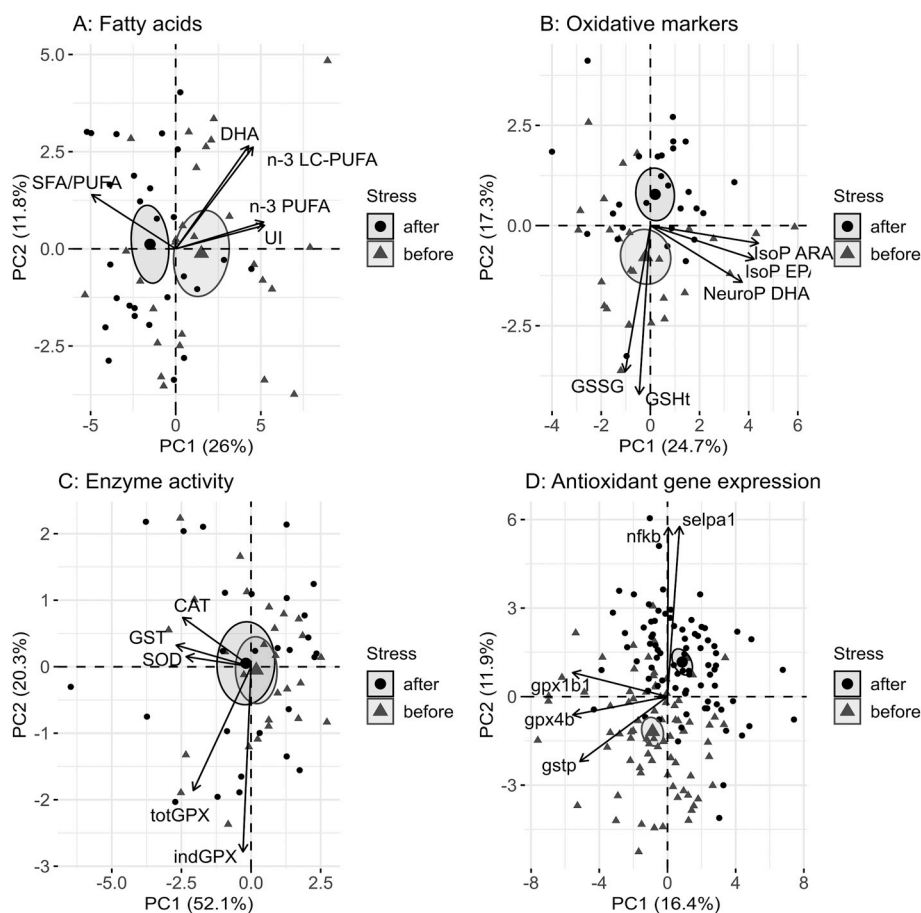 A: Fatty acids
5.0
2.5
0.0
-2.5
PC2 (11.8%)
DHA
n-3 LC-PUFA
SFA/PUFA
n-3 PUFA
UI
-5
0
5
PC1 (26%)
Stress
after
before
B: Oxidative markers
2.5
0.0
-2.5
PC2 (17.3%)
IsoP ARA
IsoP EP
NeuroP DHA
GSSG
GSHt
-4
-2
0
2
4
6
PC1 (24.7%)
Stress
after
before
C: Enzyme activity
2
1
0
-1
-2
-3
PC2 (20.3%)
CAT
GST
SOD
totGPX
indGPX
-5.0
-2.5
0.0
2.5
PC1 (52.1%)
Stress
after
before
D: Antioxidant gene expression
6
3
0
-3
PC2 (11.9%)
nfkb
selpa1
gpx1b1
gpx4b
gstp
-8
-4
0
4
8
PC1 (16.4%)
Stress
after
before